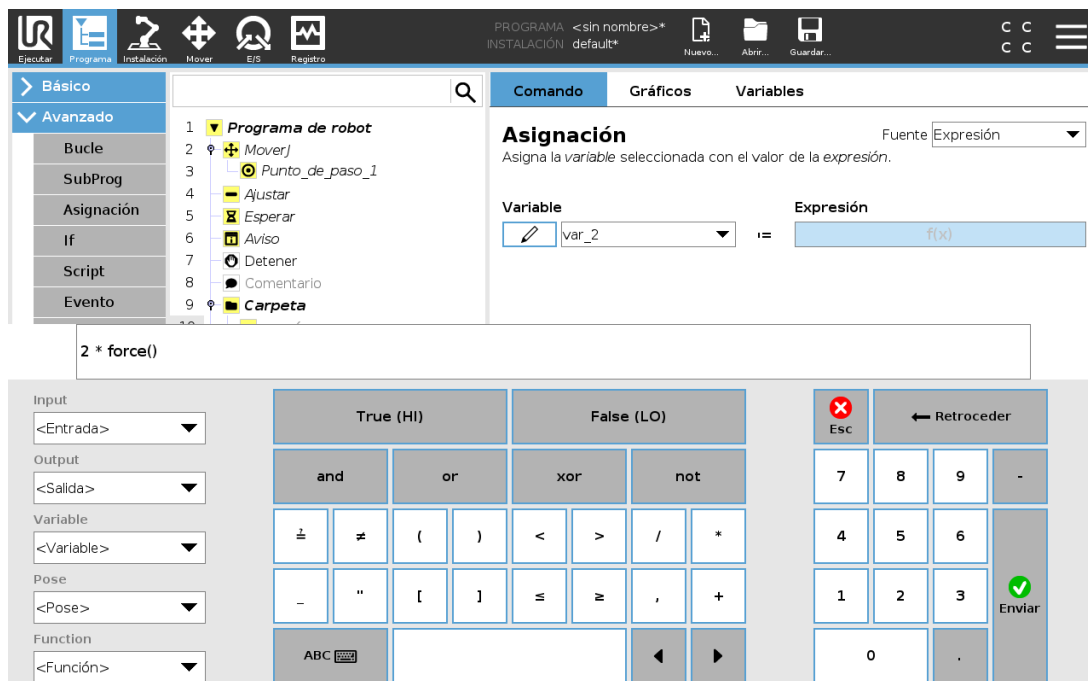 PROGRAMA <sin nombre>*
INSTALACIÓN default*
UR
Ejecutar Programa Instalación Mover E/S Registro Nuevo... Abrir... Guardar...
C C
C C
Básico
Avanzado
Bucle
SubProg
Asignación
If
Script
Evento
1 Programa de robot
2 MoverJ
3 Punto_de_paso_1
4 Ajustar
5 Esperar
6 Aviso
7 Detener
8 Comentario
9 Carpeta
Comando Gráficos Variables
Asignación
Fuente Expresión
Asigna la variable seleccionada con el valor de la expresión.
Variable Expresión
var_2 := f(x)
2 * force()
Input
<Entrada>
Output
<Salida>
Variable
<Variable>
Pose
<Pose>
Function
<Función>
True (HI) False (LO)
and or xor not
≟ ≠ ( ) < > / *
_ " [ ] ≤ ≥ , +
ABC
Esc Retroceder
7 8 9 -
4 5 6
1 2 3 Enviar
0 .